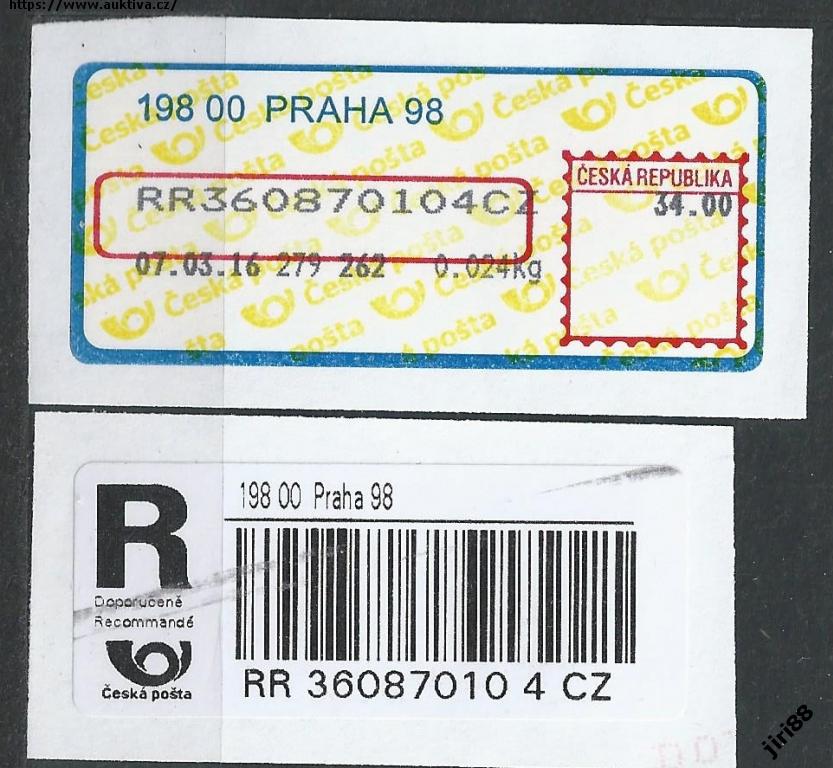 https://www.auktiva.cz/
198 00 PRAHA 98
ČESKÁ REPUBLIKA
RR360870104CZ
34.00
07.03.16 279 262 0.024Kg
R
198 00 Praha 98
Doporučeně
Recommandé
Česká pošta
RR 36087010 4 CZ
jiri88